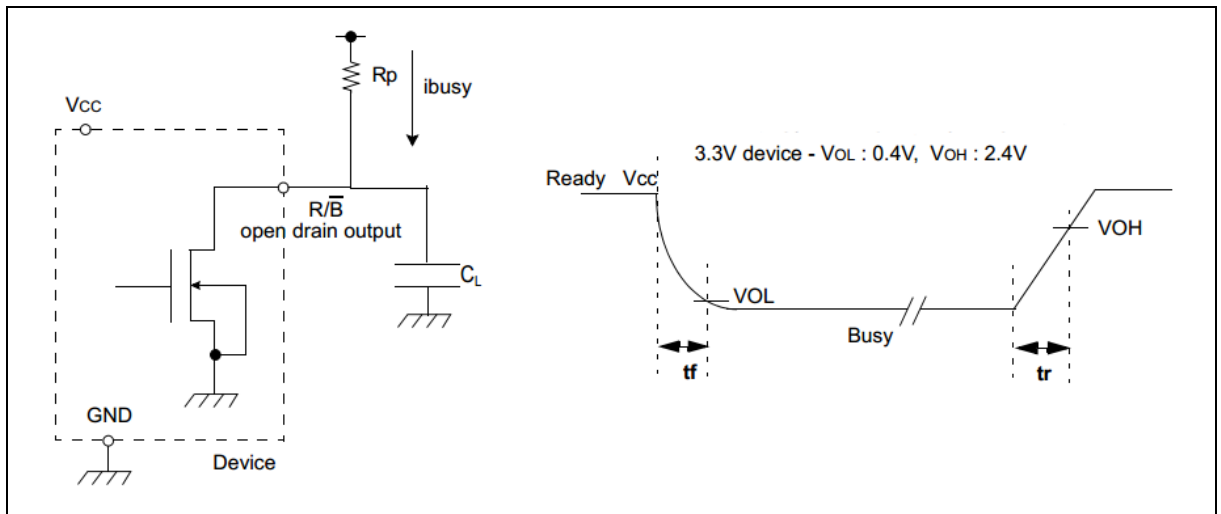 Rp
ibusy
Vcc
R/B̅
open drain output
CL
GND
Device
3.3V device - VOL : 0.4V, VOH : 2.4V
Ready Vcc
VOH
VOL
Busy
tf
tr